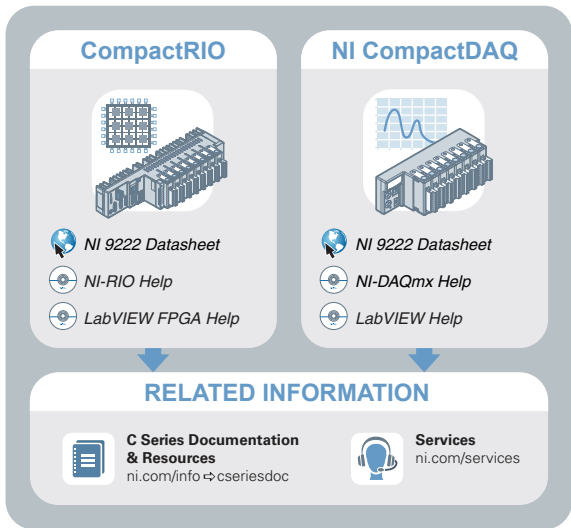 CompactRIO
NI 9222 Datasheet
NI-RIO Help
LabVIEW FPGA Help
NI CompactDAQ
NI 9222 Datasheet
NI-DAQmx Help
LabVIEW Help
RELATED INFORMATION
C Series Documentation
& Resources
ni.com/info ⇨ cseriesdoc
Services
ni.com/services